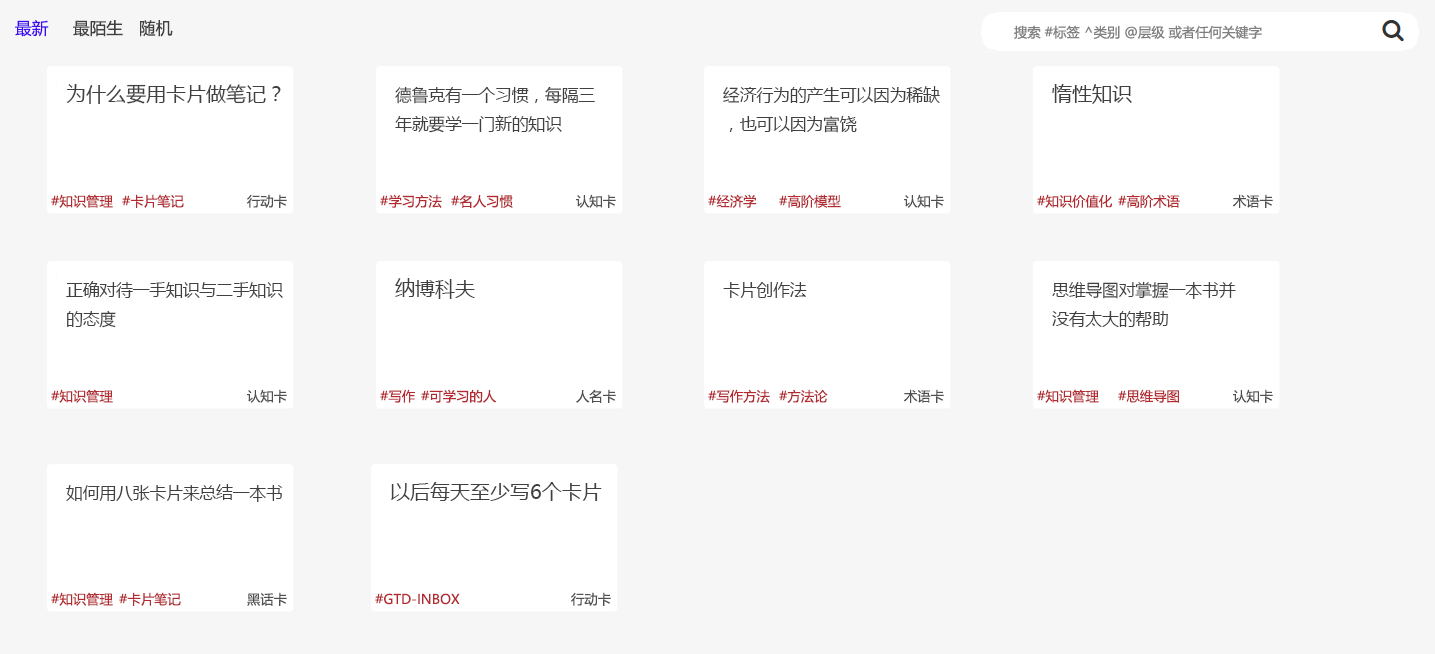 最新 最陌生 随机
搜索 #标签 ^类别 @层级 或者任何关键字
为什么要用卡片做笔记？
#知识管理 #卡片笔记 行动卡
德鲁克有一个习惯，每隔三
年就要学一门新的知识
#学习方法 #名人习惯 认知卡
经济行为的产生可以因为稀缺
，也可以因为富饶
#经济学 #高阶模型 认知卡
惰性知识
#知识价值化 #高阶术语 术语卡
正确对待一手知识与二手知识
的态度
#知识管理 认知卡
纳博科夫
#写作 #可学习的人 人名卡
卡片创作法
#写作方法 #方法论 术语卡
思维导图对掌握一本书并
没有太大的帮助
#知识管理 #思维导图 认知卡
如何用八张卡片来总结一本书
#知识管理 #卡片笔记 黑话卡
以后每天至少写6个卡片
#GTD-INBOX 行动卡